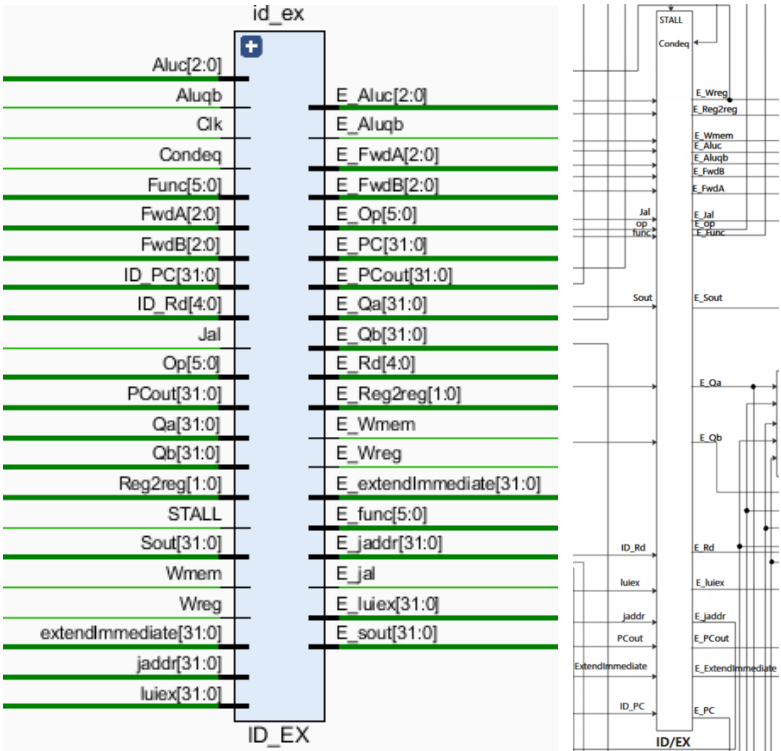 id_ex
Aluc[2:0]
Aluqb
Clk
Condeq
Func[5:0]
FwdA[2:0]
FwdB[2:0]
ID_PC[31:0]
ID_Rd[4:0]
Jal
Op[5:0]
PCout[31:0]
Qa[31:0]
Qb[31:0]
Reg2reg[1:0]
STALL
Sout[31:0]
Wmem
Wreg
extendImmediate[31:0]
jaddr[31:0]
luiex[31:0]
E_Aluc[2:0]
E_Aluqb
E_FwdA[2:0]
E_FwdB[2:0]
E_Op[5:0]
E_PC[31:0]
E_PCout[31:0]
E_Qa[31:0]
E_Qb[31:0]
E_Rd[4:0]
E_Reg2reg[1:0]
E_Wmem
E_Wreg
E_extendImmediate[31:0]
E_func[5:0]
E_jaddr[31:0]
E_jal
E_luiex[31:0]
E_sout[31:0]
ID_EX
STALL
Condeq
E_Wreg
E_Reg2reg
E_Wmem
E_Aluc
E_Aluqb
E_FwdB
E_FwdA
Jal
op
func
E_Jal
E_op
E_Func
Sout
E_Sout
E_Qa
E_Qb
ID_Rd
E_Rd
luiex
E_luiex
jaddr
E_jaddr
PCout
E_PCout
ExtendImmediate
E_ExtendImmediate
ID_PC
E_PC
ID/EX